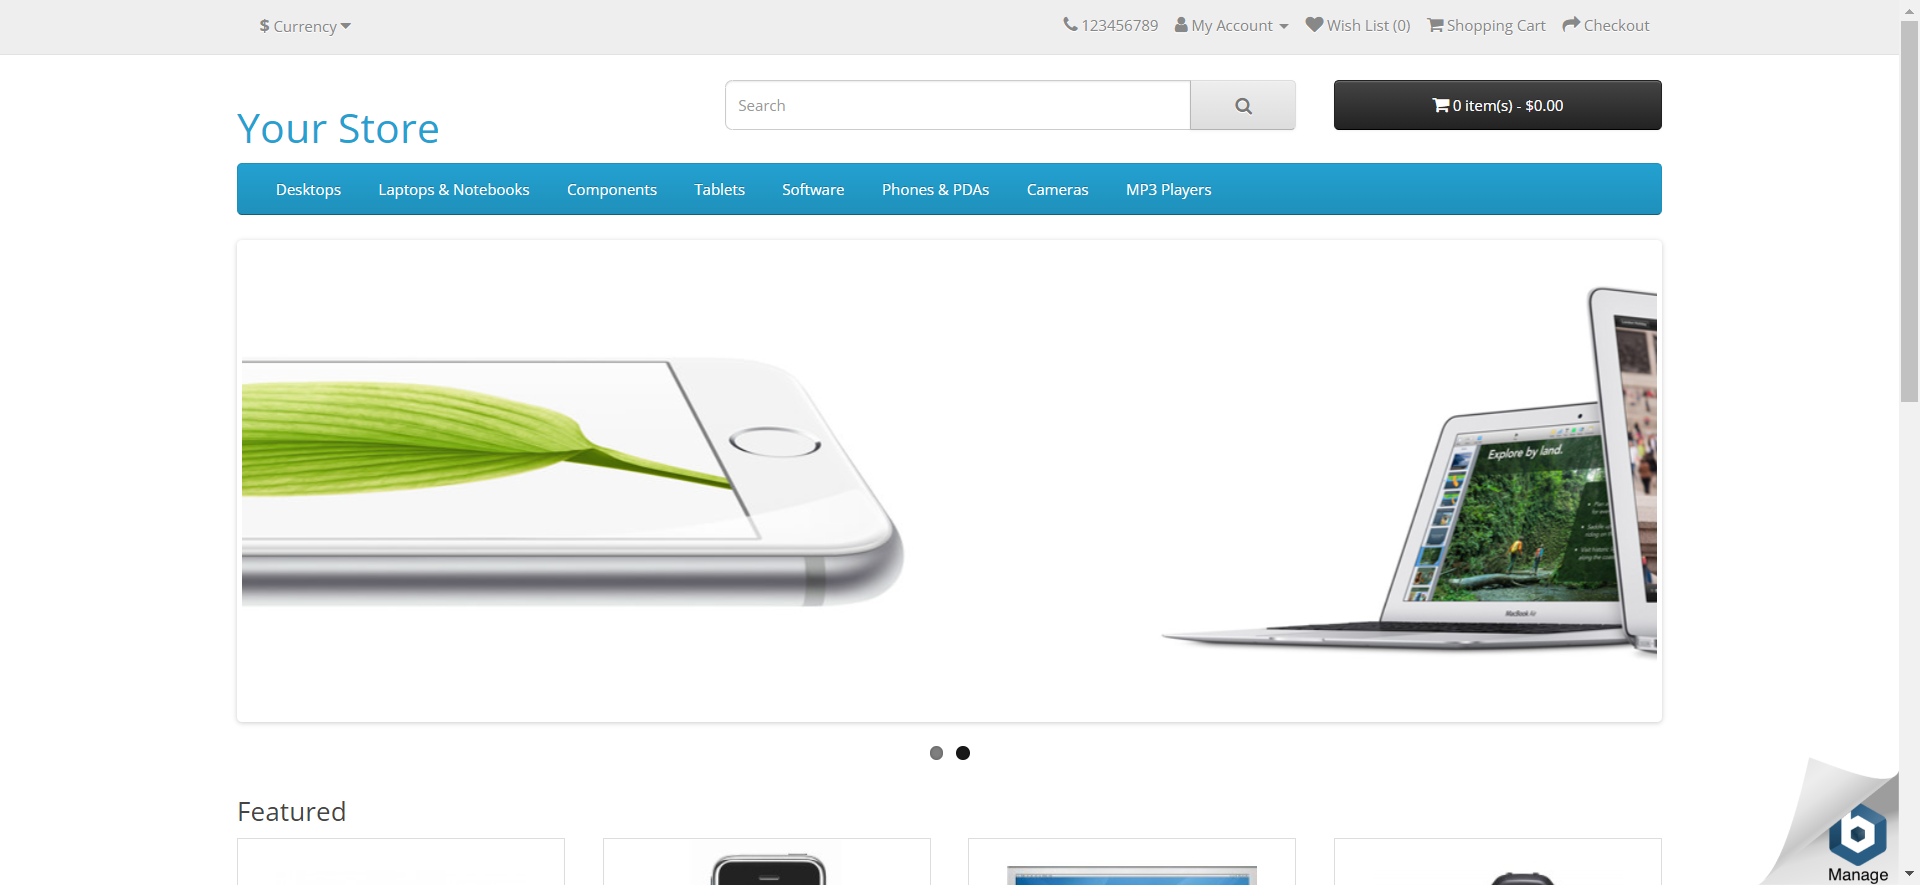 $ Currency
123456789 My Account Wish List (0) Shopping Cart Checkout
Your Store
Search
0 item(s) - $0.00
Desktops Laptops & Notebooks Components Tablets Software Phones & PDAs Cameras MP3 Players
Explore by land.
MacBook Air
Featured
Manage